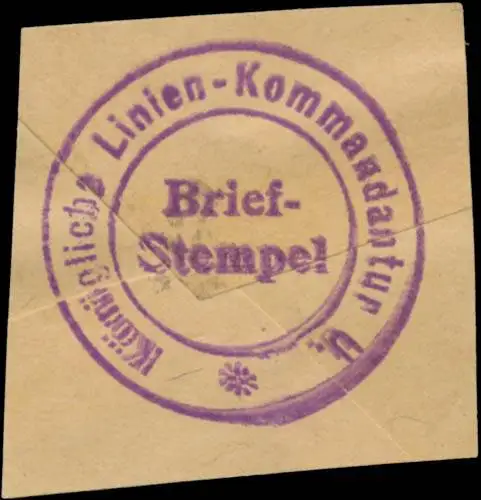 Königliche Linien-Kommandantur U.
Brief-
Stempel